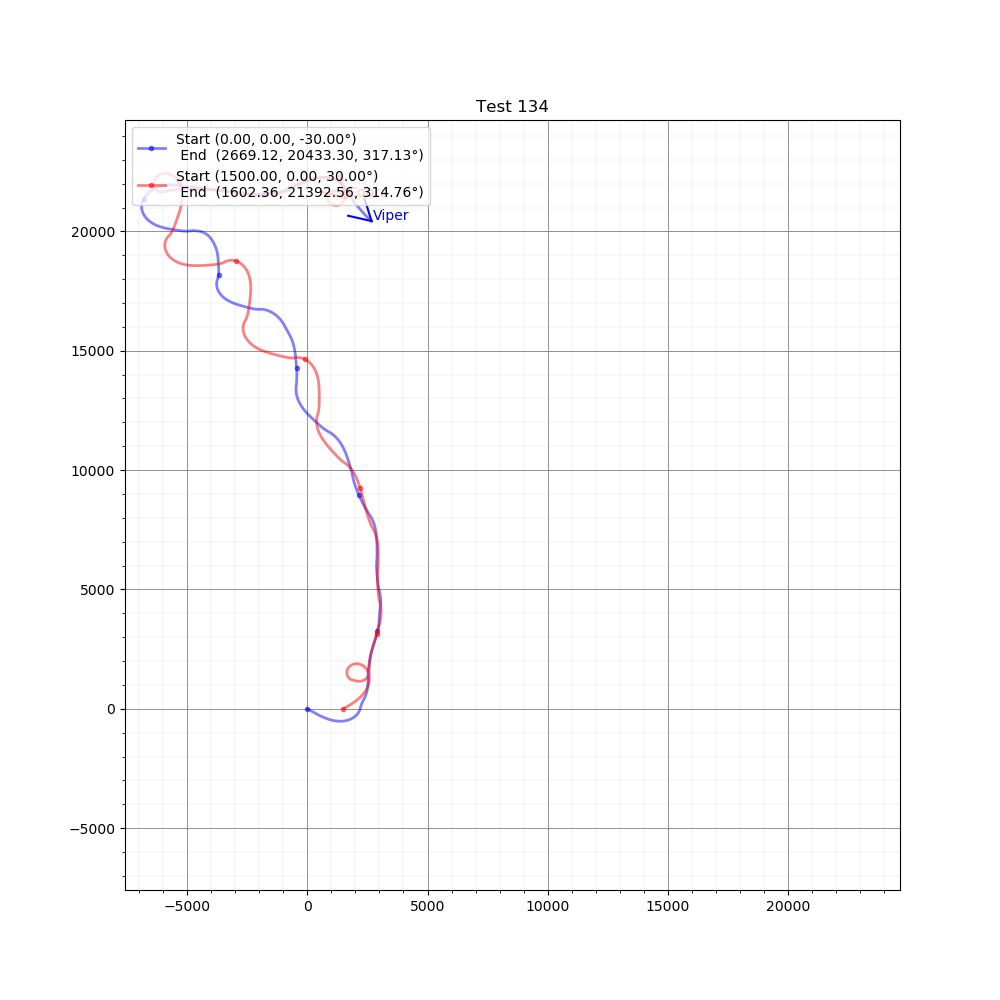 Test 134
Start (0.00, 0.00, -30.00°)
End (2669.12, 20433.30, 317.13°)
Start (1500.00, 0.00, 30.00°)
End (1602.36, 21392.56, 314.76°)
Viper
20000
15000
10000
5000
0
−5000
−5000 0 5000 10000 15000 20000